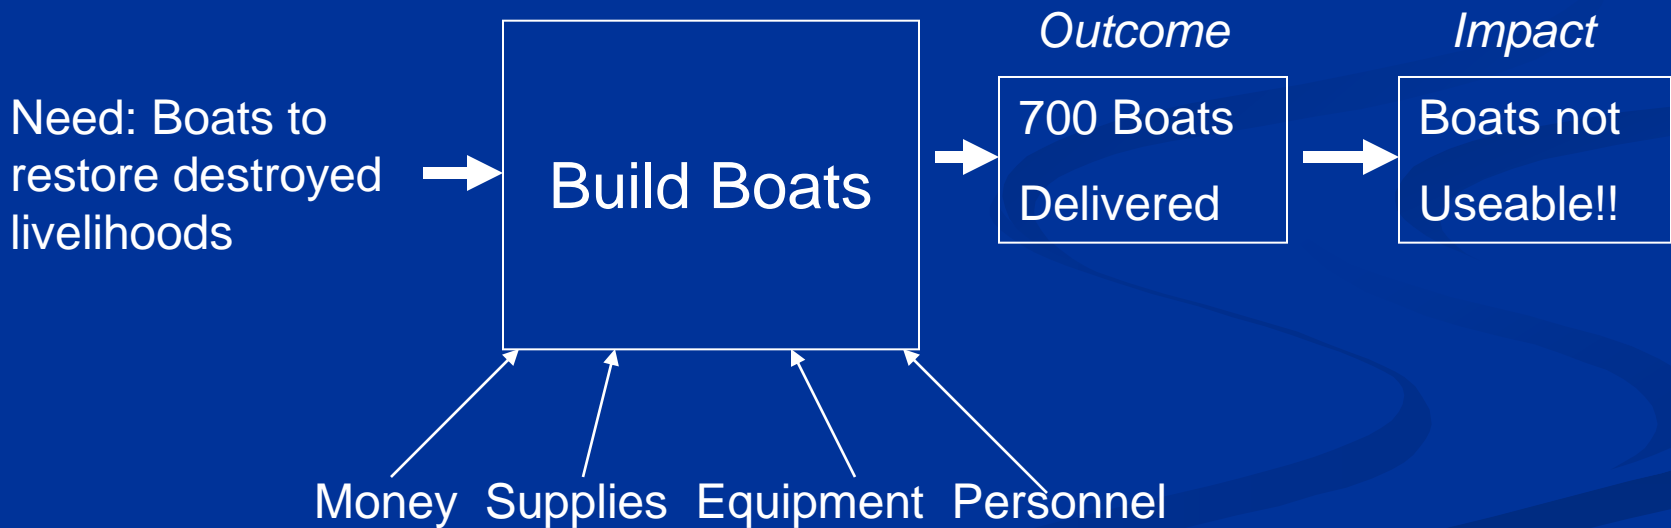 Need: Boats to
restore destroyed
livelihoods
Build Boats
Outcome
700 Boats
Delivered
Impact
Boats not
Useable!!
Money Supplies Equipment Personnel